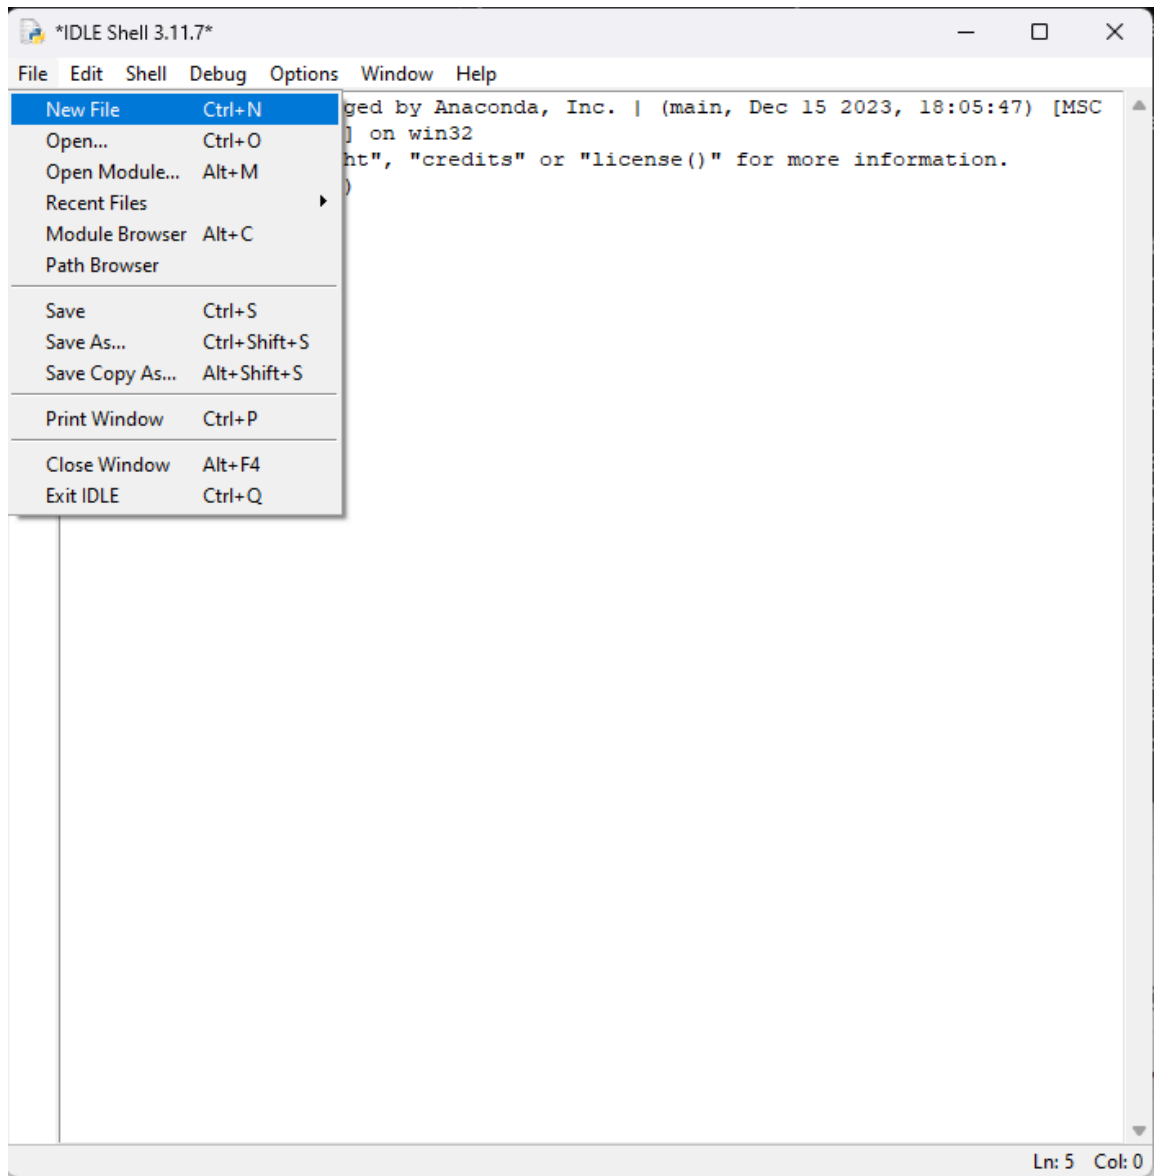 *IDLE Shell 3.11.7*
File Edit Shell Debug Options Window Help
New File Ctrl+N
Open... Ctrl+O
Open Module... Alt+M
Recent Files
Module Browser Alt+C
Path Browser
Save Ctrl+S
Save As... Ctrl+Shift+S
Save Copy As... Alt+Shift+S
Print Window Ctrl+P
Close Window Alt+F4
Exit IDLE Ctrl+Q
ged by Anaconda, Inc. | (main, Dec 15 2023, 18:05:47) [MSC
] on win32
ht", "credits" or "license()" for more information.
)
Ln: 5 Col: 0